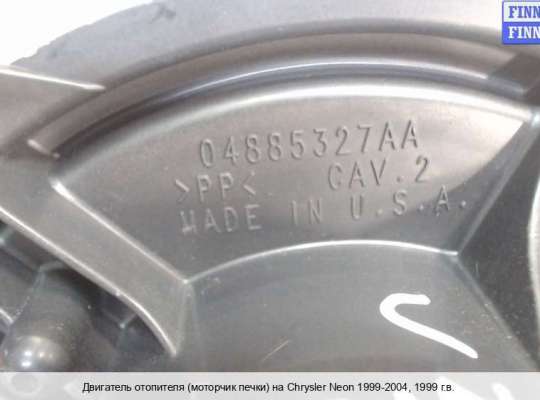 FINN
FINN
04885327AA
>PP< CAV.2
MADE IN U.S.A.
Двигатель отопителя (моторчик печки) на Chrysler Neon 1999-2004, 1999 г.в.